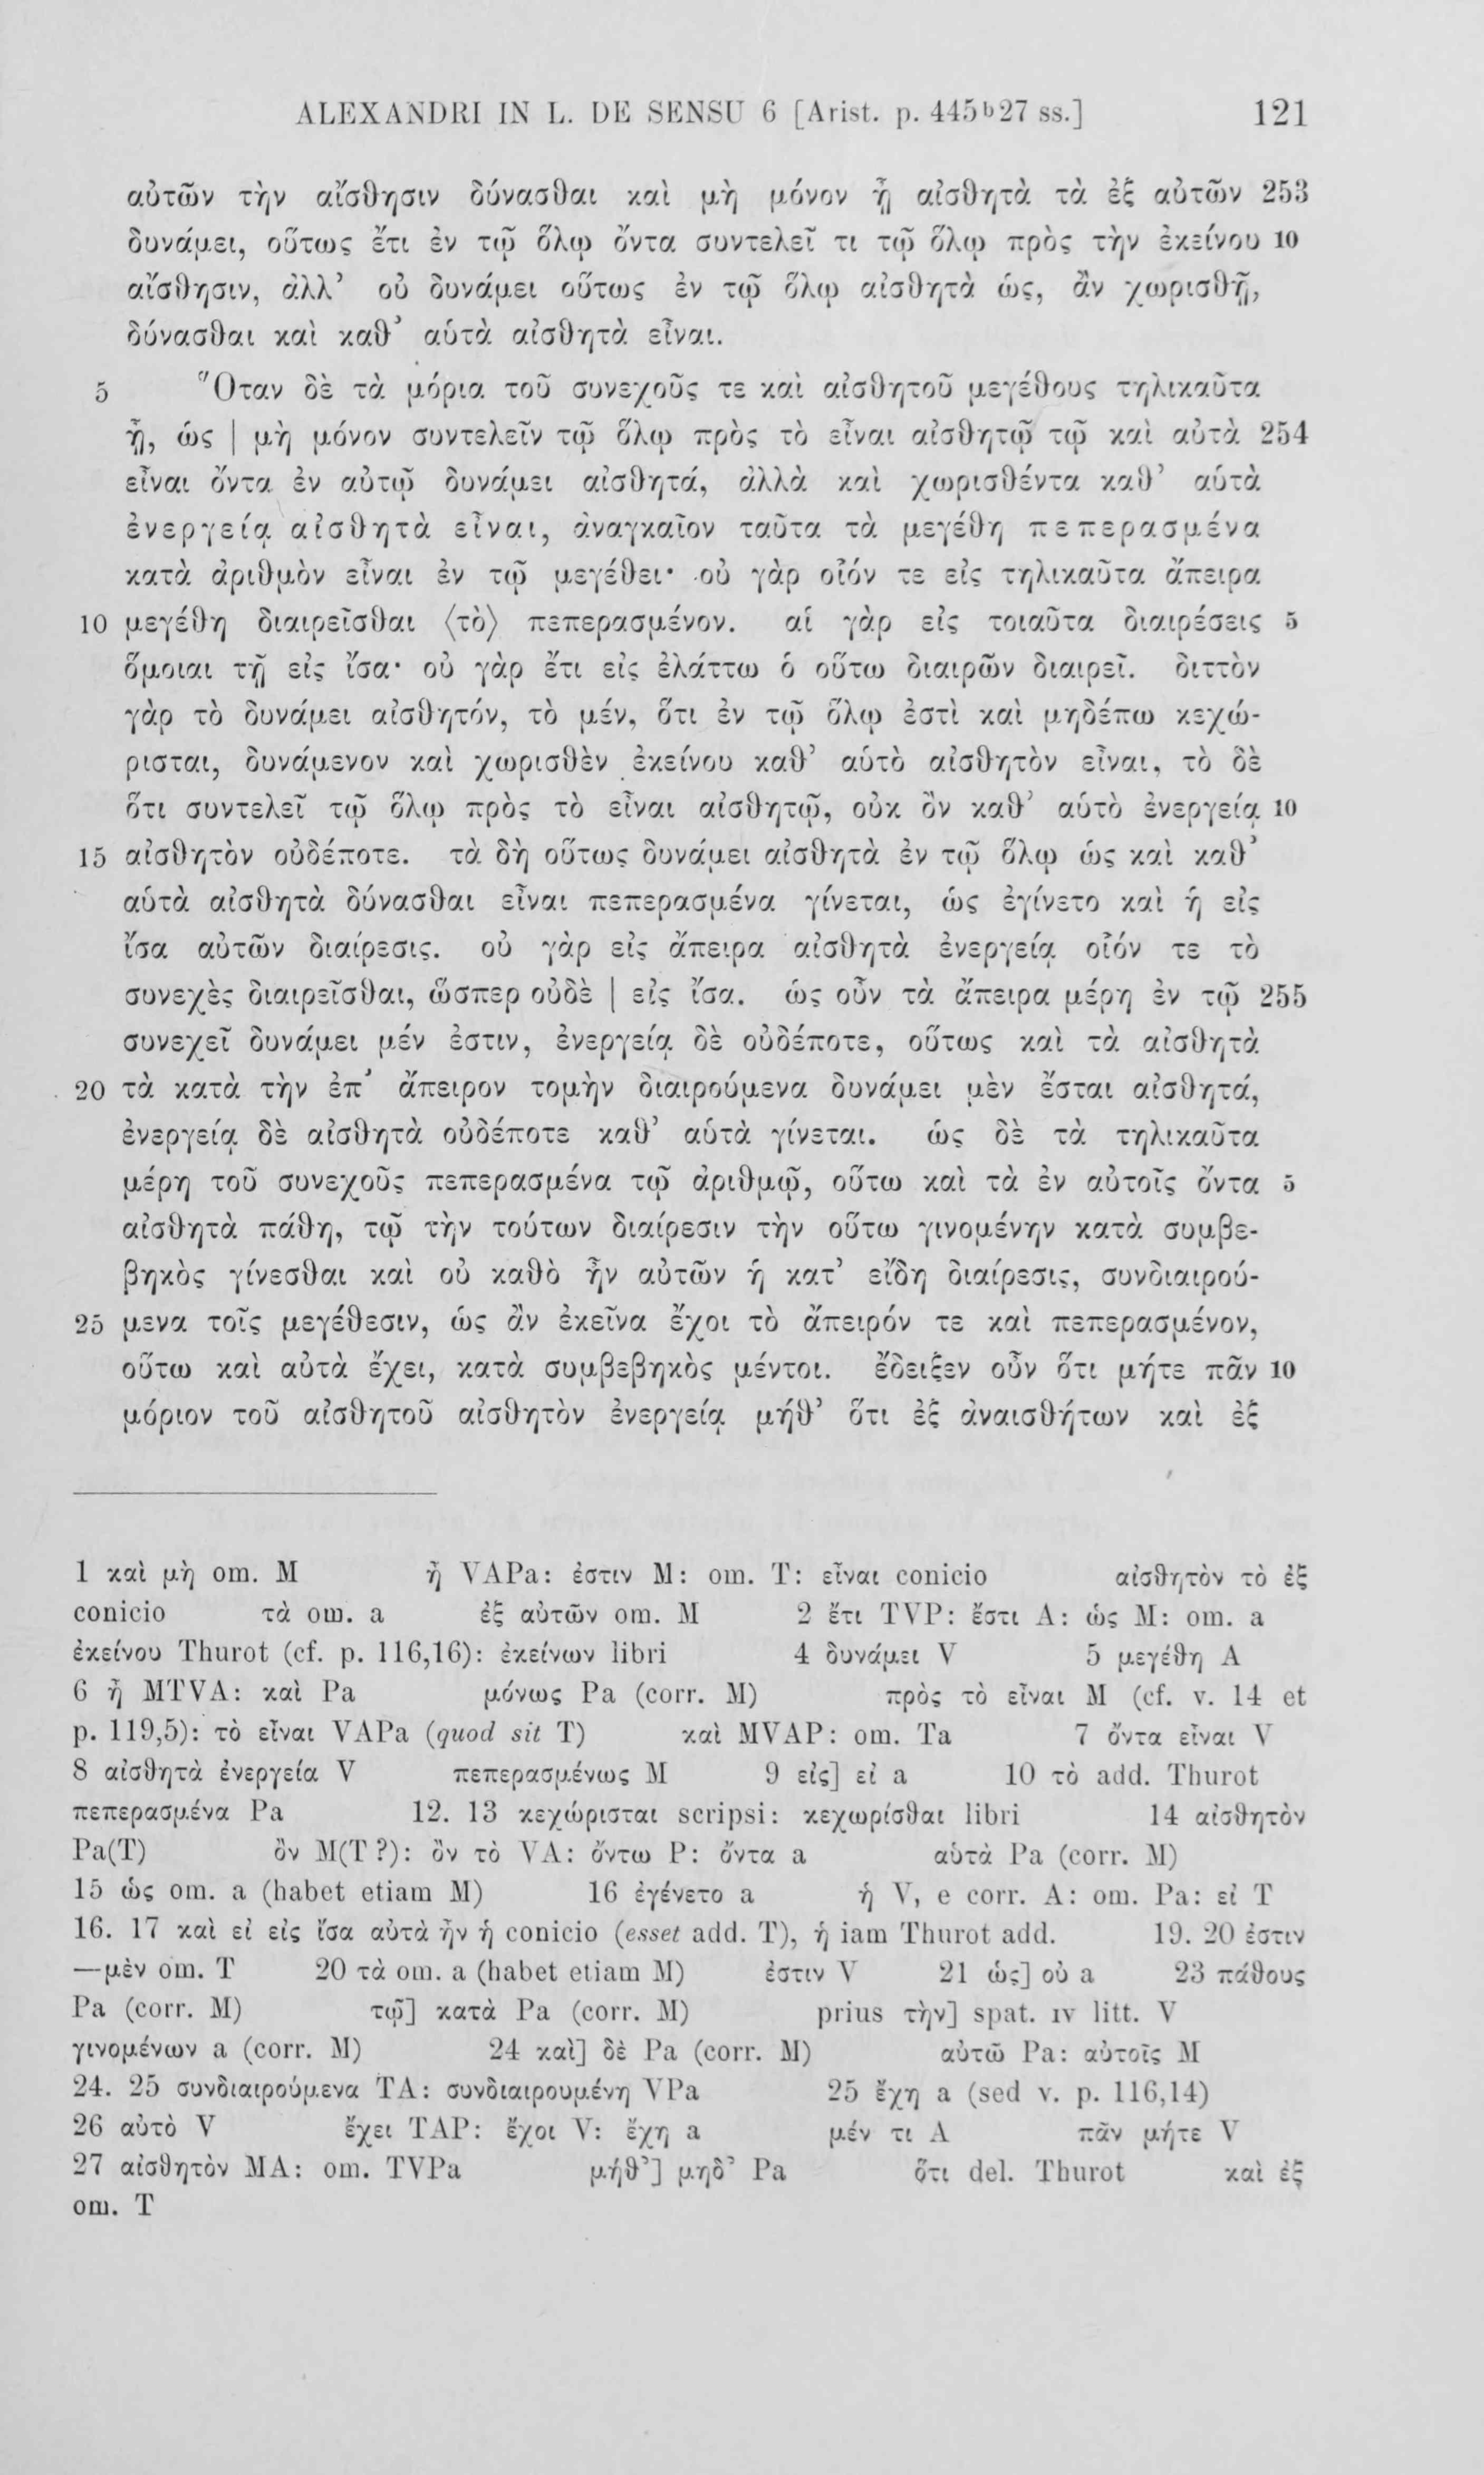 ALEXANDRI IN L. DE SENSU 6 [Arist. p. 445ᵇ27 ss.] 121
αὐτῶν τὴν αἴσθησιν δύνασθαι καὶ μὴ μόνον ᾖ αἰσθητὰ τὰ ἐξ αὐτῶν 253
δυνάμει, οὕτως ἔτι ἐν τῷ ὅλῳ ὄντα συντελεῖ τι τῷ ὅλῳ πρὸς τὴν ἐκείνου 10
αἴσθησιν, ἀλλ’ οὐ δυνάμει οὕτως ἐν τῷ ὅλῳ αἰσθητὰ ὡς, ἂν χωρισθῇ,
δύνασθαι καὶ καθ’ αὑτὰ αἰσθητὰ εἶναι.
5 Ὅταν δὲ τὰ μόρια τοῦ συνεχοῦς τε καὶ αἰσθητοῦ μεγέθους τηλικαῦτα
ᾖ, ὡς | μὴ μόνον συντελεῖν τῷ ὅλῳ πρὸς τὸ εἶναι αἰσθητῷ τῷ καὶ αὐτὰ 254
εἶναι ὄντα ἐν αὐτῷ δυνάμει αἰσθητά, ἀλλὰ καὶ χωρισθέντα καθ’ αὑτὰ
ἐνεργείᾳ αἰσθητὰ εἶναι, ἀναγκαῖον ταῦτα τὰ μεγέθη πεπερασμένα
κατὰ ἀριθμὸν εἶναι ἐν τῷ μεγέθει· οὐ γὰρ οἷόν τε εἰς τηλικαῦτα ἄπειρα
10 μεγέθη διαιρεῖσθαι ⟨τὸ⟩ πεπερασμένον. αἱ γὰρ εἰς τοιαῦτα διαιρέσεις 5
ὅμοιαι τῇ εἰς ἴσα· οὐ γὰρ ἔτι εἰς ἐλάττω ὁ οὕτω διαιρῶν διαιρεῖ. διττὸν
γὰρ τὸ δυνάμει αἰσθητόν, τὸ μέν, ὅτι ἐν τῷ ὅλῳ ἐστὶ καὶ μηδέπω κεχώ-
ρισται, δυνάμενον καὶ χωρισθὲν ἐκείνου καθ’ αὑτὸ αἰσθητὸν εἶναι, τὸ δὲ
ὅτι συντελεῖ τῷ ὅλῳ πρὸς τὸ εἶναι αἰσθητῷ, οὐκ ὂν καθ’ αὑτὸ ἐνεργείᾳ 10
15 αἰσθητὸν οὐδέποτε. τὰ δὴ οὕτως δυνάμει αἰσθητὰ ἐν τῷ ὅλῳ ὡς καὶ καθ’
αὑτὰ αἰσθητὰ δύνασθαι εἶναι πεπερασμένα γίνεται, ὡς ἐγίνετο καὶ ἡ εἰς
ἴσα αὐτῶν διαίρεσις. οὐ γὰρ εἰς ἄπειρα αἰσθητὰ ἐνεργείᾳ οἷόν τε τὸ
συνεχὲς διαιρεῖσθαι, ὥσπερ οὐδὲ | εἰς ἴσα. ὡς οὖν τὰ ἄπειρα μέρη ἐν τῷ 255
συνεχεῖ δυνάμει μέν ἐστιν, ἐνεργείᾳ δὲ οὐδέποτε, οὕτως καὶ τὰ αἰσθητὰ
20 τὰ κατὰ τὴν ἐπ’ ἄπειρον τομὴν διαιρούμενα δυνάμει μὲν ἔσται αἰσθητά,
ἐνεργείᾳ δὲ αἰσθητὰ οὐδέποτε καθ’ αὑτὰ γίνεται. ὡς δὲ τὰ τηλικαῦτα
μέρη τοῦ συνεχοῦς πεπερασμένα τῷ ἀριθμῷ, οὕτω καὶ τὰ ἐν αὐτοῖς ὄντα 5
αἰσθητὰ πάθη, τῷ τὴν τούτων διαίρεσιν τὴν οὕτω γινομένην κατὰ συμβε-
βηκὸς γίνεσθαι καὶ οὐ καθὸ ἦν αὐτῶν ἡ κατ’ εἴδη διαίρεσις, συνδιαιρού-
25 μενα τοῖς μεγέθεσιν, ὡς ἂν ἐκεῖνα ἔχοι τὸ ἄπειρόν τε καὶ πεπερασμένον,
οὕτω καὶ αὐτὰ ἔχει, κατὰ συμβεβηκὸς μέντοι. ἔδειξεν οὖν ὅτι μήτε πᾶν 10
μόριον τοῦ αἰσθητοῦ αἰσθητὸν ἐνεργείᾳ μήθ’ ὅτι ἐξ ἀναισθήτων καὶ ἐξ
1 καὶ μὴ om. M ᾖ VAPa: ἐστιν M: om. T: εἶναι conicio αἰσθητὸν τὸ ἐξ
conicio τὰ om. a ἐξ αὐτῶν om. M 2 ἔτι TVP: ἔστι A: ὡς M: om. a
ἐκείνου Thurot (cf. p. 116,16): ἐκείνων libri 4 δυνάμει V 5 μεγέθη A
6 ᾖ MTVA: καὶ Pa μόνως Pa (corr. M) πρὸς τὸ εἶναι M (cf. v. 14 et
p. 119,5): τὸ εἶναι VAPa (quod sit T) καὶ MVAP: om. Ta 7 ὄντα εἶναι V
8 αἰσθητὰ ἐνεργείᾳ V πεπερασμένως M 9 εἰς] εἰ a 10 τὸ add. Thurot
πεπερασμένα Pa 12. 13 κεχώρισται scripsi: κεχωρίσθαι libri 14 αἰσθητὸν
Pa(T) ὂν M(T?): ὂν τὸ VA: ὄντω P: ὄντα a αὑτὰ Pa (corr. M)
15 ὡς om. a (habet etiam M) 16 ἐγένετο a ἡ V, e corr. A: om. Pa: εἰ T
16. 17 καὶ εἰ εἰς ἴσα αὐτὰ ἦν ἡ conicio (esset add. T), ἡ iam Thurot add. 19. 20 ἐστιν
—μὲν om. T 20 τὰ om. a (habet etiam M) ἐστιν V 21 ὡς] οὐ a 23 πάθους
Pa (corr. M) τῷ] κατὰ Pa (corr. M) prius τὴν] spat. IV litt. V
γινομένων a (corr. M) 24 καὶ] δὲ Pa (corr. M) αὐτῶ Pa: αὐτοῖς M
24. 25 συνδιαιρούμενα TA: συνδιαιρουμένη VPa 25 ἔχη a (sed v. p. 116,14)
26 αὐτὸ V ἔχει TAP: ἔχοι V: ἔχη a μέν τι A πᾶν μήτε V
27 αἰσθητὸν MA: om. TVPa μήθ’] μηδ’ Pa ὅτι del. Thurot καὶ ἐξ
om. T